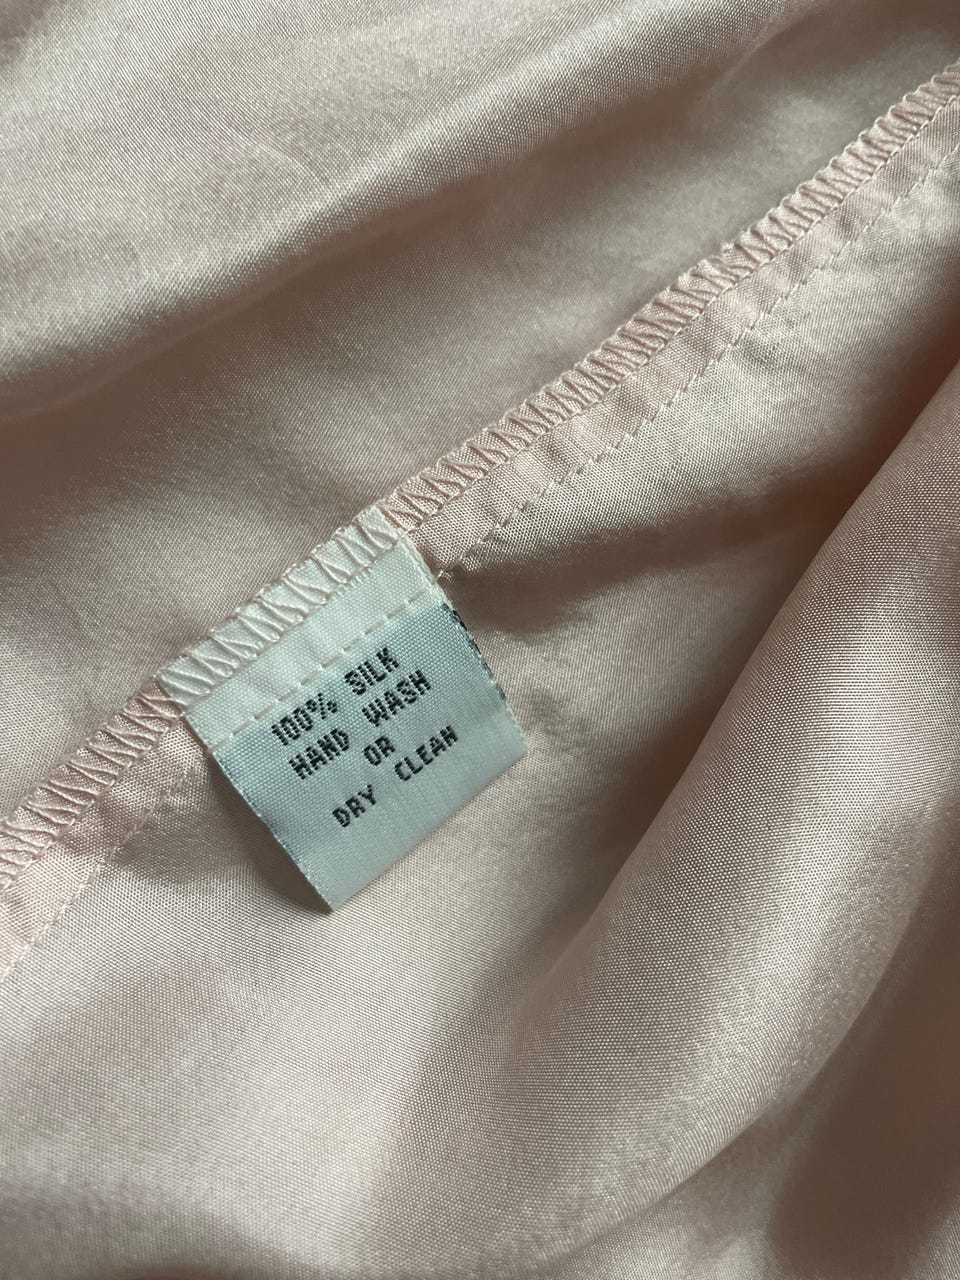 100% SILK
HAND WASH
OR
DRY CLEAN